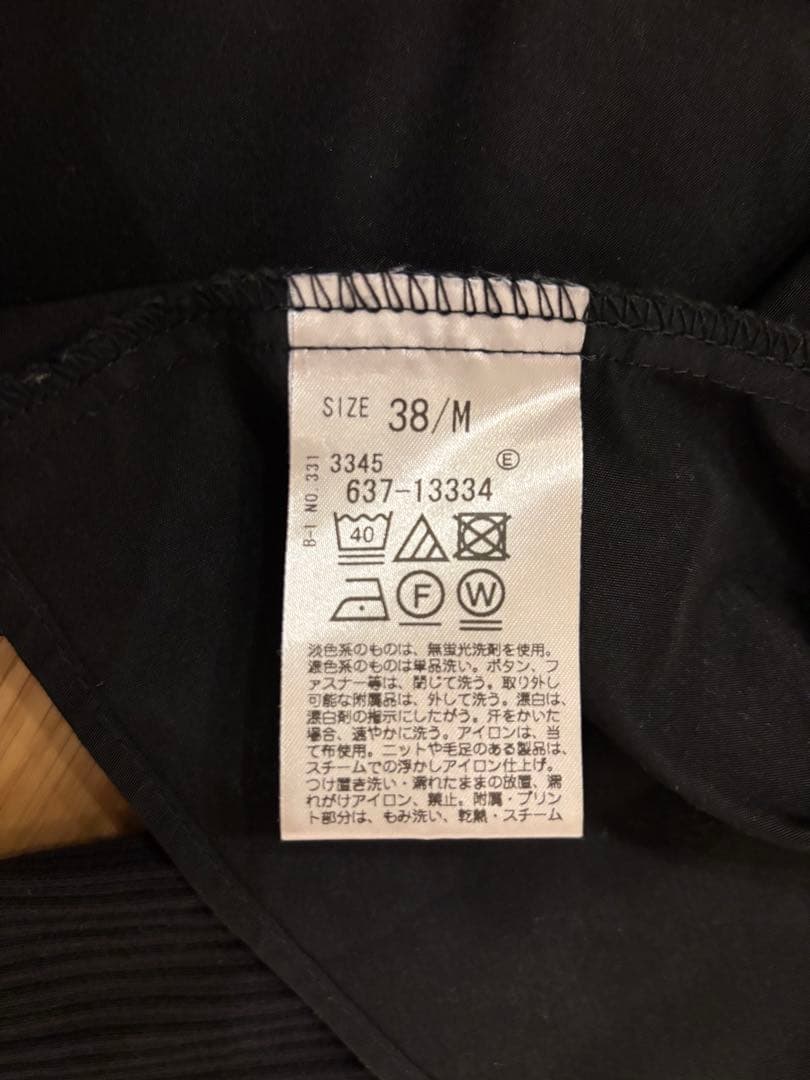 SIZE 38/M
B-1 NO.331
3345 Ⓔ
637-13334
40
F W
淡色系のものは、無蛍光洗剤を使用。
濃色系のものは単品洗い。ボタン、フ
ァスナー等は、閉じて洗う。取り外し
可能な附属品は、外して洗う。漂白は、
漂白剤の指示にしたがう。汗をかいた
場合、速やかに洗う。アイロンは、当
て布使用。ニットや毛足のある製品は、
スチームでの浮かしアイロン仕上げ。
つけ置き洗い・濡れたままの放置、濡
れがけアイロン、禁止。附属・プリン
ト部分は、もみ洗い、乾熱・スチーム